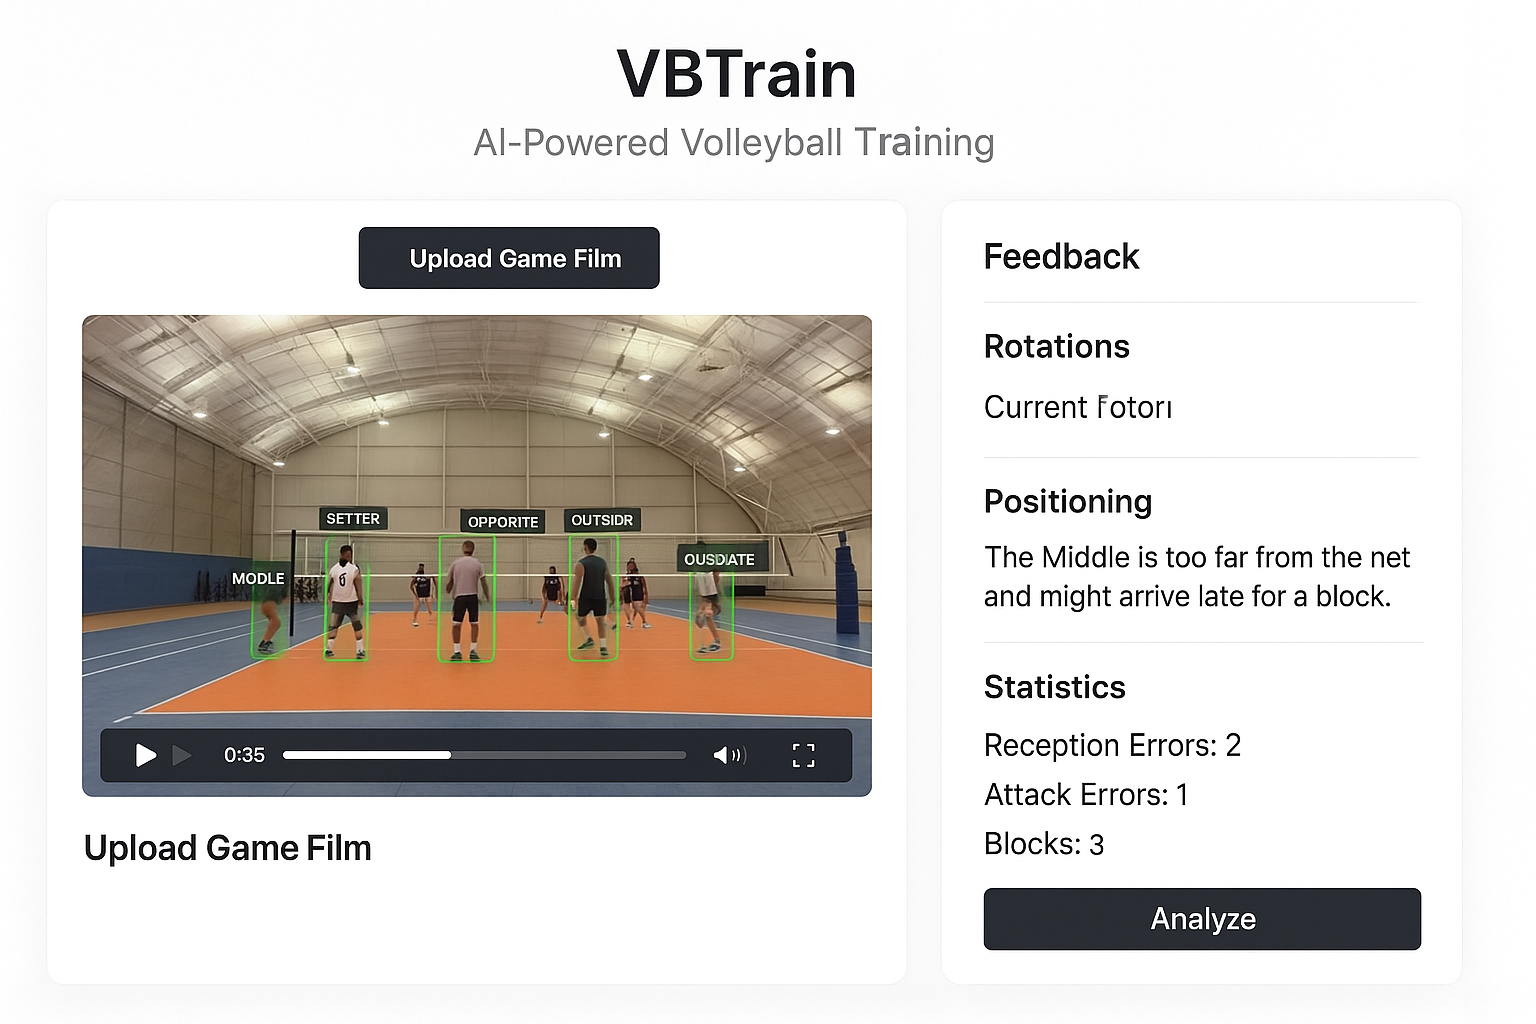 VBTrain
AI-Powered Volleyball Training
Upload Game Film
SETTER
OPPORITE
OUTSIDR
OUSDIATE
MODLE
6
0:35
Upload Game Film
Feedback
Rotations
Current
Positioning
The Middle is too far from the net
and might arrive late for a block.
Statistics
Reception Errors: 2
Attack Errors: 1
Blocks: 3
Analyze